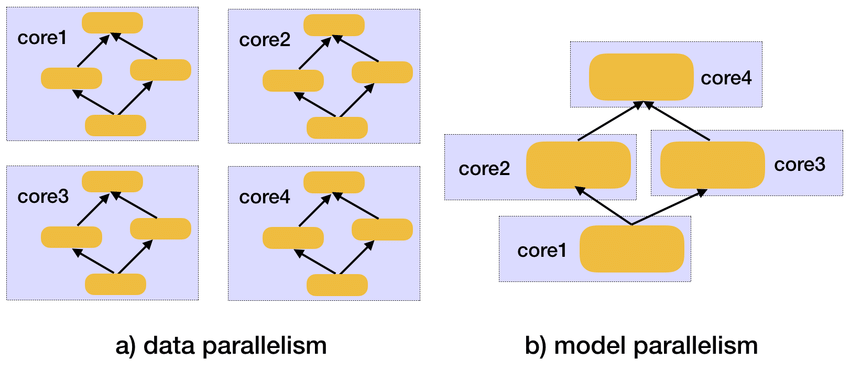 core1
core2
core3
core4
a) data parallelism
core4
core2
core3
core1
b) model parallelism